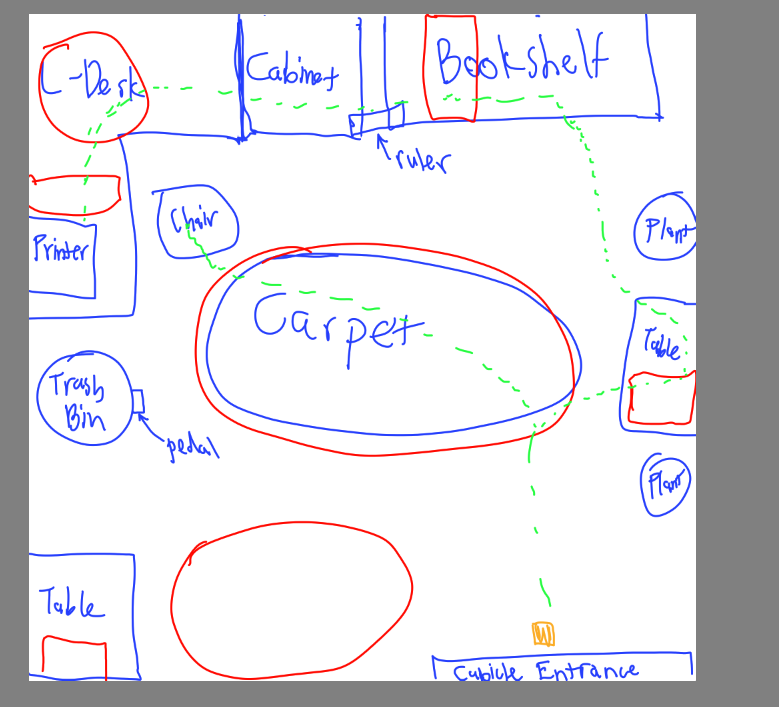 C-Desk
Cabinet
Bookshelf
ruler
Chair
Plant
Printer
Carpet
Table
Trash
Bin
pedal
Plant
Table
W
Cubicle Entrance